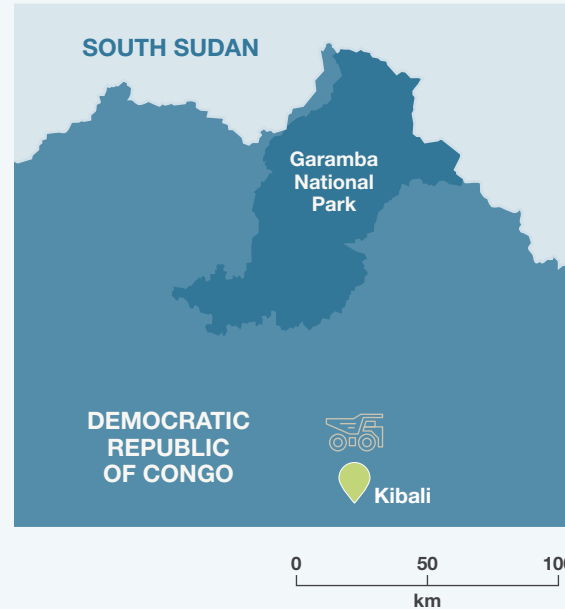 SOUTH SUDAN
Garamba
National
Park
DEMOCRATIC
REPUBLIC
OF CONGO
Kibali
0 50 100
km